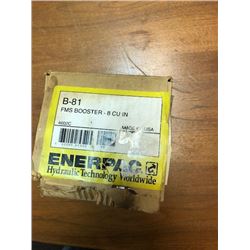 B-81
FMS BOOSTER - 8 CU IN
MADE IN USA
ENERPAC
Hydraulic Technology Worldwide